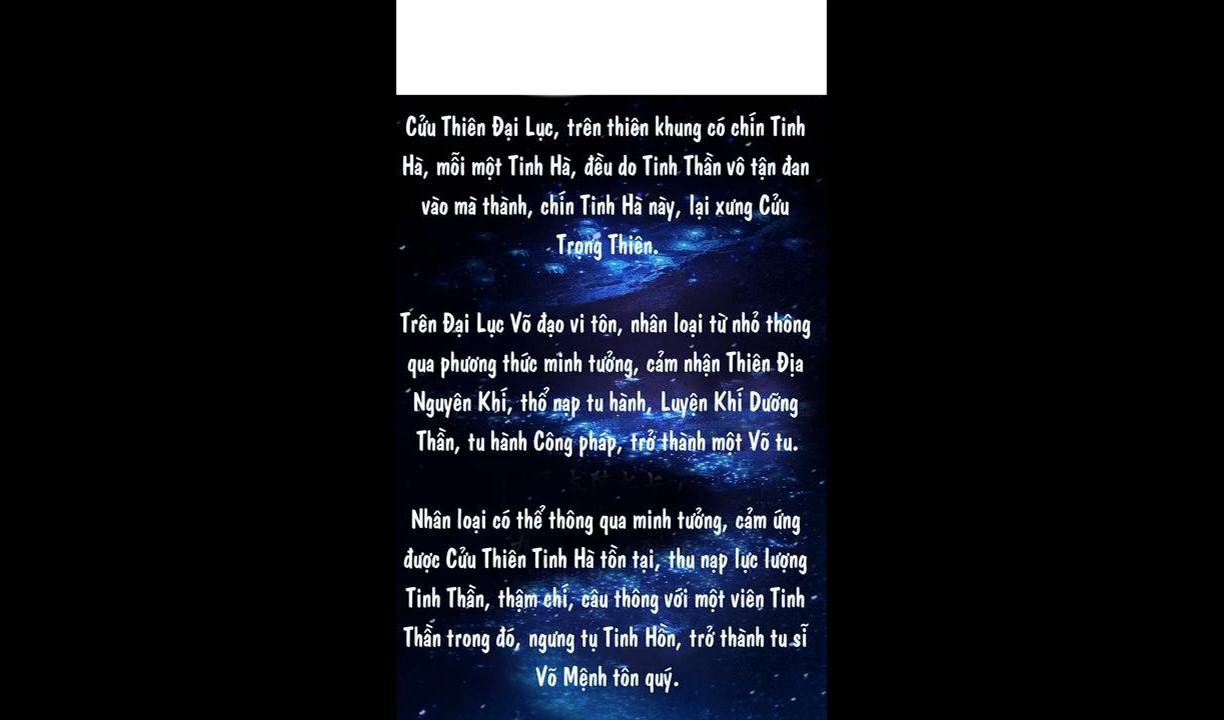 Cửu Thiên Đại Lục, trên thiên khung có chín Tinh
Hà, mỗi một Tinh Hà, đều do Tinh Thần vô tận đan
vào mà thành, chín Tinh Hà này, lại xưng Cửu
Trọng Thiên.
Trên Đại Lục Võ đạo vi tôn, nhân loại từ nhỏ thông
qua phương thức minh tưởng, cảm nhận Thiên Địa
Nguyên Khí, thổ nạp tu hành, Luyện Khí Dưỡng
Thần, tu hành Công pháp, trở thành một Võ tu.
Nhân loại có thể thông qua minh tưởng, cảm ứng
được Cửu Thiên Tinh Hà tồn tại, thu nạp lực lượng
Tinh Thần, thậm chí, câu thông với một viên Tinh
Thần trong đó, ngưng tụ Tinh Hồn, trở thành tu sĩ
Võ Mệnh tôn quý.